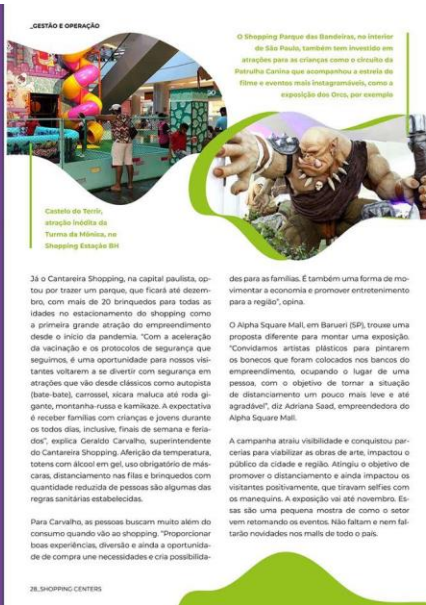 _GESTÃO E OPERAÇÃO
O Shopping Parque das Bandeiras, no interior
de São Paulo, também tem investido em
atrações para as crianças como o circuito da
Patrulha Canina que acompanhou a estreia do
filme e eventos mais instagramáveis, como a
exposição dos Orcs, por exemplo
Castelo do Terrir,
atração inédita da
Turma da Mônica, no
Shopping Estação BH
Já o Cantareira Shopping, na capital paulista, op-
tou por trazer um parque, que ficará até dezem-
bro, com mais de 20 brinquedos para todas as
idades no estacionamento do shopping como
a primeira grande atração do empreendimento
desde o início da pandemia. “Com a aceleração
da vacinação e os protocolos de segurança que
seguimos, é uma oportunidade para nossos visi-
tantes voltarem a se divertir com segurança em
atrações que vão desde clássicos como autopista
(bate-bate), carrossel, xícara maluca até roda gi-
gante, montanha-russa e kamikaze. A expectativa
é receber famílias com crianças e jovens durante
os todos dias, inclusive, finais de semana e feria-
dos”, explica Geraldo Carvalho, superintendente
do Cantareira Shopping. Aferição da temperatura,
totens com álcool em gel, uso obrigatório de más-
caras, distanciamento nas filas e brinquedos com
quantidade reduzida de pessoas são algumas das
regras sanitárias estabelecidas.
Para Carvalho, as pessoas buscam muito além do
consumo quando vão ao shopping. “Proporcionar
boas experiências, diversão e ainda a oportunida-
de de compra une necessidades e cria possibilida-
des para as famílias. É também uma forma de mo-
vimentar a economia e promover entretenimento
para a região”, opina.
O Alpha Square Mall, em Barueri (SP), trouxe uma
proposta diferente para montar uma exposição.
“Convidamos artistas plásticos para pintarem
os bonecos que foram colocados nos bancos do
empreendimento, ocupando o lugar de uma
pessoa, com o objetivo de tornar a situação
de distanciamento um pouco mais leve e até
agradável”, diz Adriana Saad, empreendedora do
Alpha Square Mall.
A campanha atraiu visibilidade e conquistou par-
cerias para viabilizar as obras de arte, impactou o
público da cidade e região. Atingiu o objetivo de
promover o distanciamento e ainda impactou os
visitantes positivamente, que tiravam selfies com
os manequins. A exposição vai até novembro. Es-
sas são uma pequena mostra de como o setor
vem retomando os eventos. Não faltam e nem fal-
tarão novidades nos malls de todo o país.
28_SHOPPING CENTERS